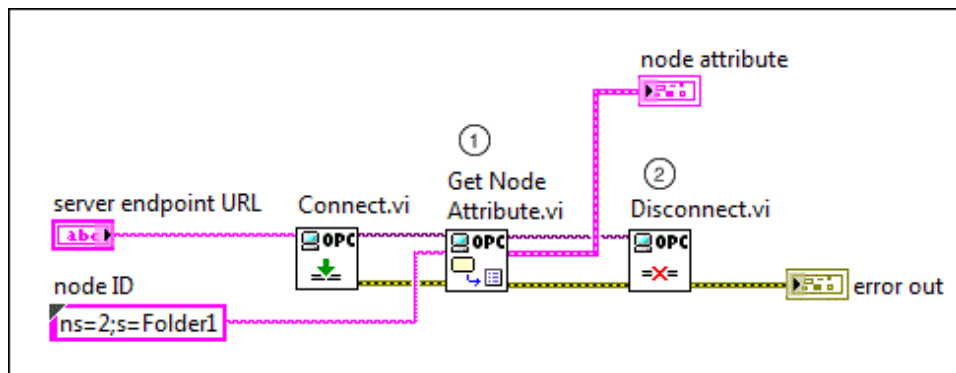 node attribute
1
Get Node
Attribute.vi
2
Disconnect.vi
server endpoint URL
Connect.vi
abc
OPC
OPC
OPC
=X=
node ID
ns=2;s=Folder1
error out